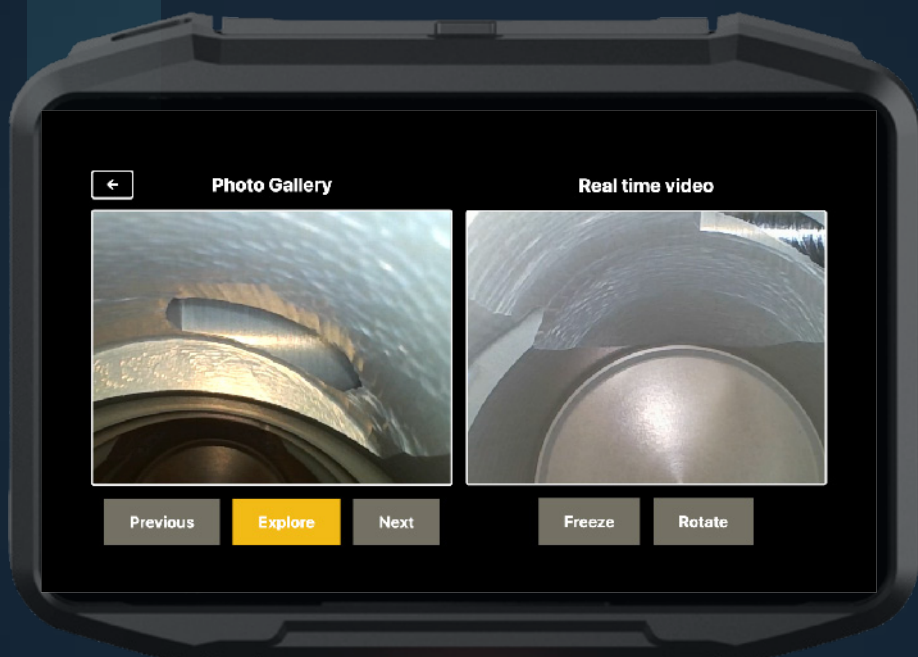 ←
Photo Gallery
Real time video
Previous
Explore
Next
Freeze
Rotate